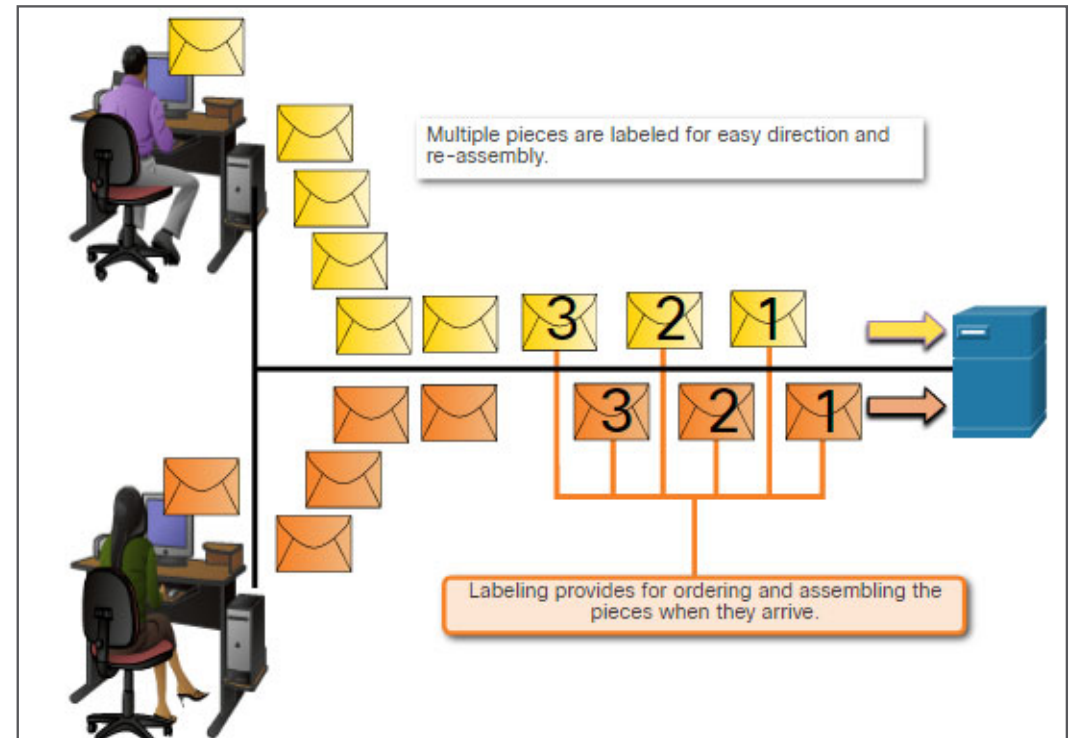 Multiple pieces are labeled for easy direction and
re-assembly.
3 2 1
3 2 1
Labeling provides for ordering and assembling the
pieces when they arrive.